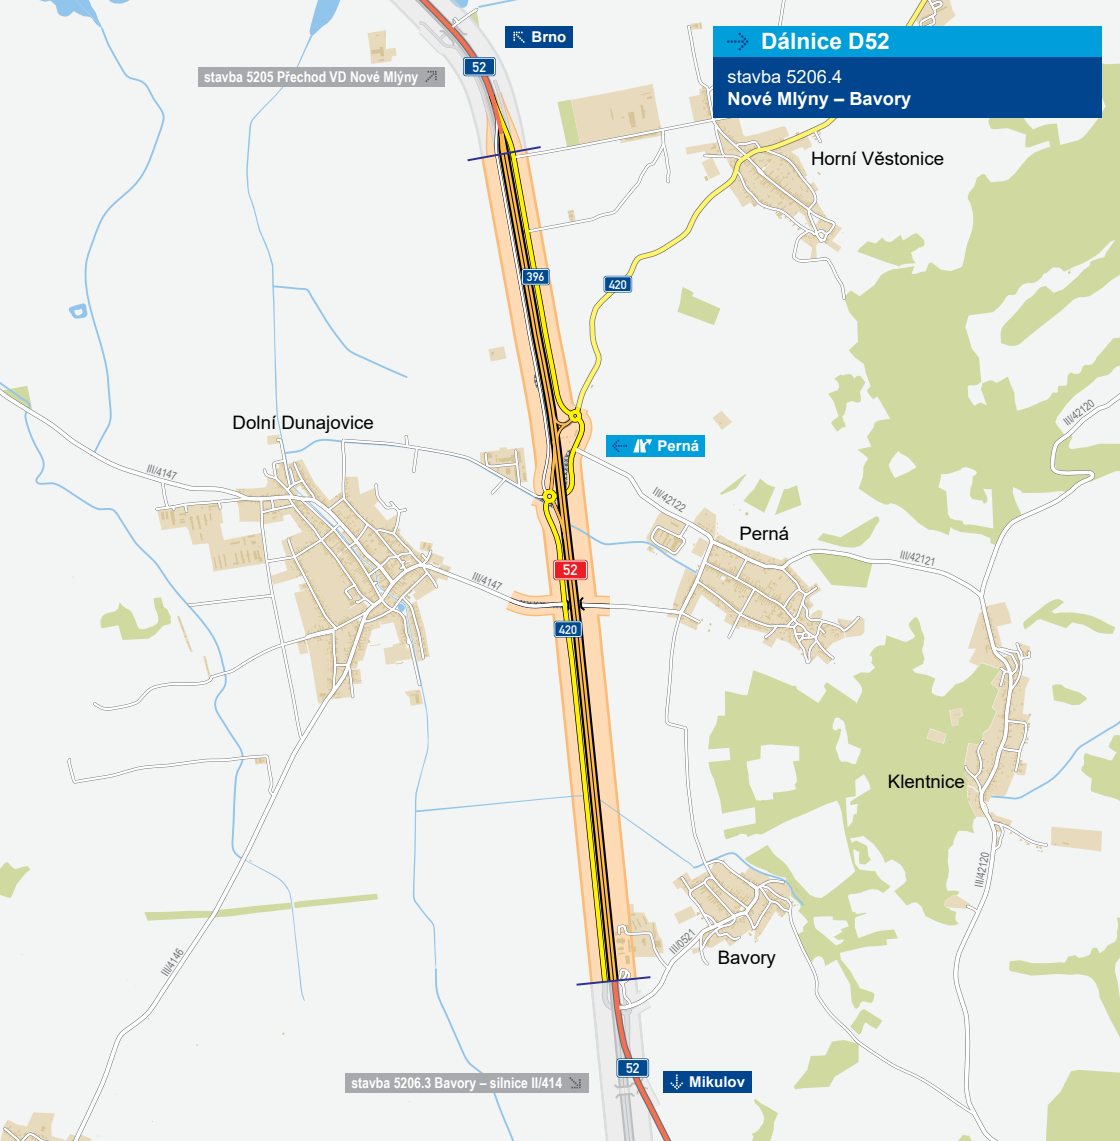 Brno
52
stavba 5205 Přechod VD Nové Mlýny
Dálnice D52
stavba 5206.4
Nové Mlýny – Bavory
Horní Věstonice
396
420
III/42120
Dolní Dunajovice
Perná
III/4147
III/42122
Perná
III/42121
52
III/4147
420
Klentnice
III/42120
III/0521
Bavory
III/4146
52
stavba 5206.3 Bavory – silnice II/414
Mikulov